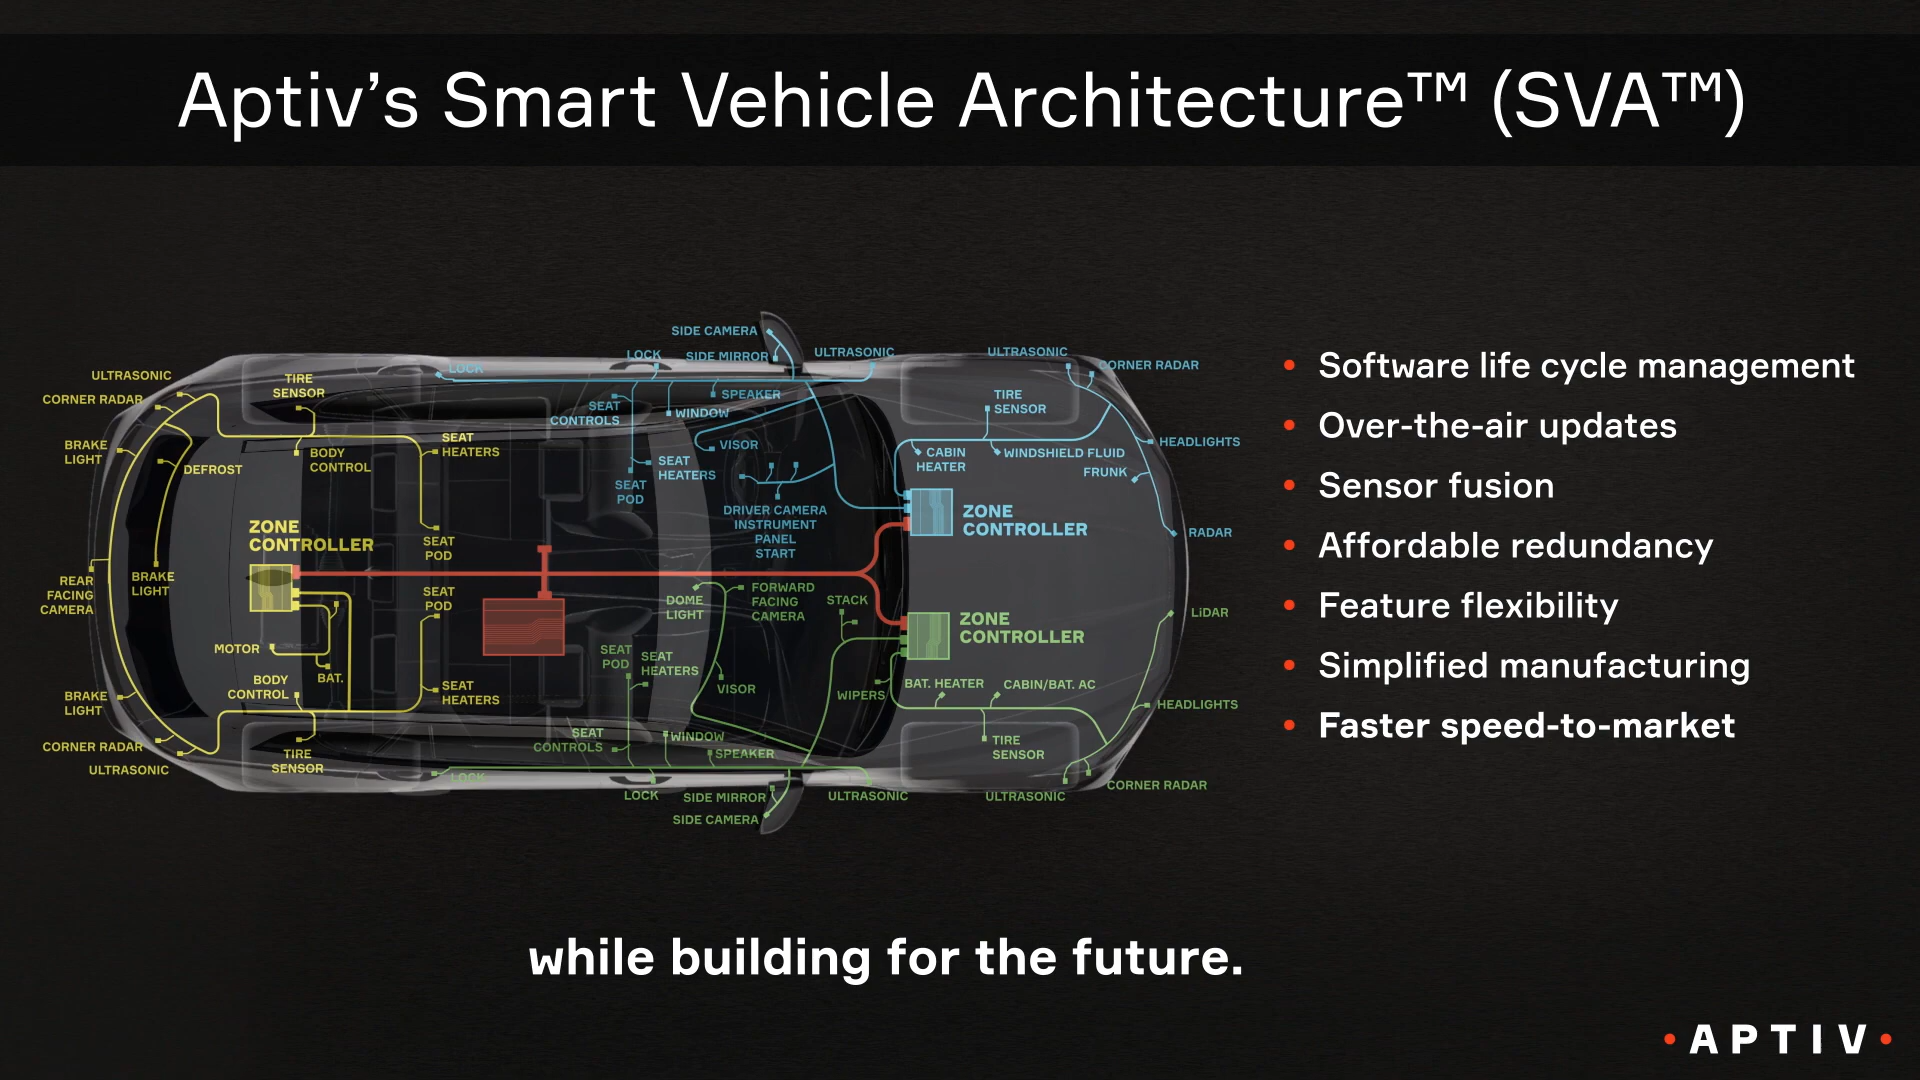 Aptiv’s Smart Vehicle Architecture™ (SVA™)
SIDE CAMERA
LOCK
SIDE MIRROR
ULTRASONIC
ULTRASONIC
CORNER RADAR
LOCK
ULTRASONIC
CORNER RADAR
TIRE
SENSOR
SEAT
CONTROLS
SPEAKER
WINDOW
TIRE
SENSOR
BRAKE
LIGHT
DEFROST
BODY
CONTROL
SEAT
HEATERS
VISOR
SEAT
HEATERS
SEAT
POD
CABIN
HEATER
WINDSHIELD FLUID
HEADLIGHTS
FRUNK
DRIVER CAMERA
INSTRUMENT
PANEL
START
ZONE
CONTROLLER
RADAR
ZONE
CONTROLLER
SEAT
POD
REAR
FACING
CAMERA
BRAKE
LIGHT
SEAT
POD
DOME
LIGHT
FORWARD
FACING
CAMERA
STACK
ZONE
CONTROLLER
LiDAR
MOTOR
BAT.
BODY
CONTROL
SEAT
POD
SEAT
HEATERS
VISOR
WIPERS
BAT. HEATER
CABIN/BAT. AC
HEADLIGHTS
BRAKE
LIGHT
SEAT
HEATERS
CORNER RADAR
ULTRASONIC
TIRE
SENSOR
SEAT
CONTROLS
WINDOW
SPEAKER
TIRE
SENSOR
LOCK
LOCK
SIDE MIRROR
SIDE CAMERA
ULTRASONIC
ULTRASONIC
CORNER RADAR
• Software life cycle management
• Over-the-air updates
• Sensor fusion
• Affordable redundancy
• Feature flexibility
• Simplified manufacturing
• Faster speed-to-market
while building for the future.
• APTIV •